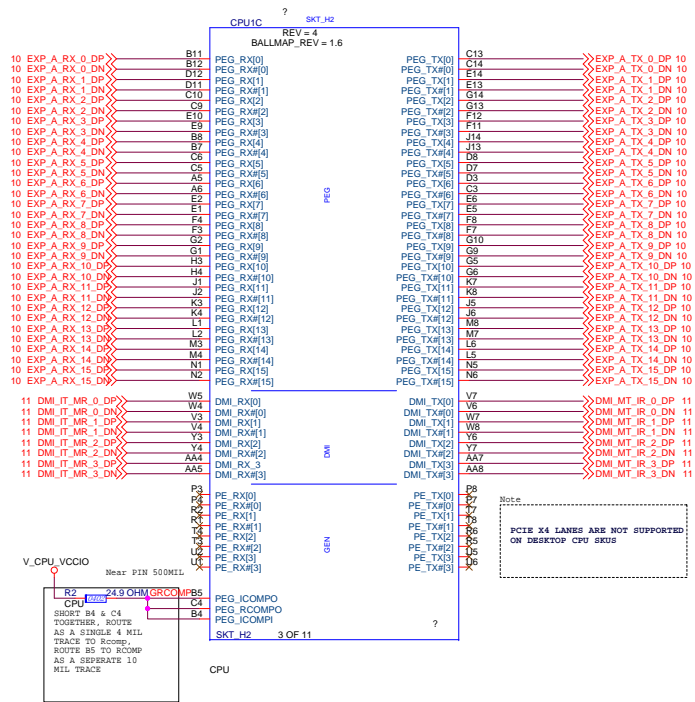 ?
CPU1C SKT_H2
REV = 4
BALLMAP_REV = 1.6
10 EXP_A_RX_0_DP B11 PEG_RX[0] PEG_TX[0] C13 EXP_A_TX_0_DP 10
10 EXP_A_RX_0_DN B12 PEG_RX#[0] PEG_TX#[0] C14 EXP_A_TX_0_DN 10
10 EXP_A_RX_1_DP D12 PEG_RX[1] PEG_TX[1] E14 EXP_A_TX_1_DP 10
10 EXP_A_RX_1_DN D11 PEG_RX#[1] PEG_TX#[1] E13 EXP_A_TX_1_DN 10
10 EXP_A_RX_2_DP C10 PEG_RX[2] PEG_TX[2] G14 EXP_A_TX_2_DP 10
10 EXP_A_RX_2_DN C9 PEG_RX#[2] PEG_TX#[2] G13 EXP_A_TX_2_DN 10
10 EXP_A_RX_3_DP E10 PEG_RX[3] PEG_TX[3] F12 EXP_A_TX_3_DP 10
10 EXP_A_RX_3_DN E9 PEG_RX#[3] PEG_TX#[3] F11 EXP_A_TX_3_DN 10
10 EXP_A_RX_4_DP B8 PEG_RX[4] PEG_TX[4] J14 EXP_A_TX_4_DP 10
10 EXP_A_RX_4_DN B7 PEG_RX#[4] PEG_TX#[4] J13 EXP_A_TX_4_DN 10
10 EXP_A_RX_5_DP C6 PEG_RX[5] PEG_TX[5] D8 EXP_A_TX_5_DP 10
10 EXP_A_RX_5_DN C5 PEG_RX#[5] PEG_TX#[5] D7 EXP_A_TX_5_DN 10
10 EXP_A_RX_6_DP A5 PEG_RX[6] PEG_TX[6] D3 EXP_A_TX_6_DP 10
10 EXP_A_RX_6_DN A6 PEG_RX#[6] PEG_TX#[6] C3 EXP_A_TX_6_DN 10
10 EXP_A_RX_7_DP E2 PEG_RX[7] PEG PEG_TX[7] E6 EXP_A_TX_7_DP 10
10 EXP_A_RX_7_DN E1 PEG_RX#[7] PEG_TX#[7] E5 EXP_A_TX_7_DN 10
10 EXP_A_RX_8_DP F4 PEG_RX[8] PEG_TX[8] F8 EXP_A_TX_8_DP 10
10 EXP_A_RX_8_DN F3 PEG_RX#[8] PEG_TX#[8] F7 EXP_A_TX_8_DN 10
10 EXP_A_RX_9_DP G2 PEG_RX[9] PEG_TX[9] G10 EXP_A_TX_9_DP 10
10 EXP_A_RX_9_DN G1 PEG_RX#[9] PEG_TX#[9] G9 EXP_A_TX_9_DN 10
10 EXP_A_RX_10_DP H3 PEG_RX[10] PEG_TX[10] G5 EXP_A_TX_10_DP 10
10 EXP_A_RX_10_DN H4 PEG_RX#[10] PEG_TX#[10] G6 EXP_A_TX_10_DN 10
10 EXP_A_RX_11_DP J1 PEG_RX[11] PEG_TX[11] K7 EXP_A_TX_11_DP 10
10 EXP_A_RX_11_DN J2 PEG_RX#[11] PEG_TX#[11] K8 EXP_A_TX_11_DN 10
10 EXP_A_RX_12_DP K3 PEG_RX[12] PEG_TX[12] J5 EXP_A_TX_12_DP 10
10 EXP_A_RX_12_DN K4 PEG_RX#[12] PEG_TX#[12] J6 EXP_A_TX_12_DN 10
10 EXP_A_RX_13_DP L1 PEG_RX[13] PEG_TX[13] M8 EXP_A_TX_13_DP 10
10 EXP_A_RX_13_DN L2 PEG_RX#[13] PEG_TX#[13] M7 EXP_A_TX_13_DN 10
10 EXP_A_RX_14_DP M3 PEG_RX[14] PEG_TX[14] L6 EXP_A_TX_14_DP 10
10 EXP_A_RX_14_DN M4 PEG_RX#[14] PEG_TX#[14] L5 EXP_A_TX_14_DN 10
10 EXP_A_RX_15_DP N1 PEG_RX[15] PEG_TX[15] N5 EXP_A_TX_15_DP 10
10 EXP_A_RX_15_DN N2 PEG_RX#[15] PEG_TX#[15] N6 EXP_A_TX_15_DN 10
11 DMI_IT_MR_0_DP W5 DMI_RX[0] DMI_TX[0] V7 DMI_MT_IR_0_DP 11
11 DMI_IT_MR_0_DN W4 DMI_RX#[0] DMI_TX#[0] V6 DMI_MT_IR_0_DN 11
11 DMI_IT_MR_1_DP V3 DMI_RX[1] DMI_TX[1] W7 DMI_MT_IR_1_DP 11
11 DMI_IT_MR_1_DN V4 DMI_RX#[1] DMI_TX#[1] W8 DMI_MT_IR_1_DN 11
11 DMI_IT_MR_2_DP Y3 DMI_RX[2] DMI DMI_TX[2] Y6 DMI_MT_IR_2_DP 11
11 DMI_IT_MR_2_DN Y4 DMI_RX#[2] DMI_TX#[2] Y7 DMI_MT_IR_2_DN 11
11 DMI_IT_MR_3_DP AA4 DMI_RX_3 DMI_TX[3] AA7 DMI_MT_IR_3_DP 11
11 DMI_IT_MR_3_DN AA5 DMI_RX#[3] DMI_TX#[3] AA8 DMI_MT_IR_3_DN 11
P3 PE_RX[0] PE_TX[0] P8
P4 PE_RX#[0] PE_TX#[0] P7
R2 PE_RX[1] PE_TX[1] T7
R1 PE_RX#[1] PE_TX#[1] T8
T4 PE_RX[2] GEN PE_TX[2] R6
T3 PE_RX#[2] PE_TX#[2] R5
U2 PE_RX[3] PE_TX[3] U5
U1 PE_RX#[3] PE_TX#[3] U6
Note
PCIE X4 LANES ARE NOT SUPPORTED
ON DESKTOP CPU SKUS
V_CPU_VCCIO
Near PIN 500MIL
R2 0402 24.9 OHM GRCOMP B5 PEG_ICOMPO
CPU C4 PEG_RCOMPO
B4 PEG_ICOMPI
SHORT B4 & C4
TOGETHER, ROUTE
AS A SINGLE 4 MIL
TRACE TO Rcomp,
ROUTE B5 TO RCOMP
AS A SEPERATE 10
MIL TRACE
?
SKT_H2 3 OF 11
CPU